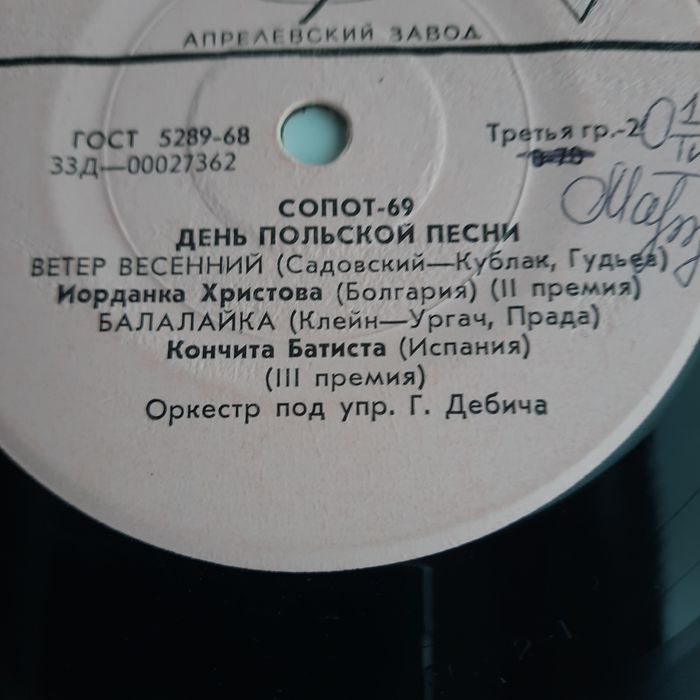 АПРЕЛЕВСКИЙ ЗАВОД
ГОСТ 5289-68
33Д—00027362
Третья гр.-2
СОПОТ-69
ДЕНЬ ПОЛЬСКОЙ ПЕСНИ
ВЕТЕР ВЕСЕННИЙ (Садовский—Кублак, Гудьев)
Иорданка Христова (Болгария) (II премия)
БАЛАЛАЙКА (Клейн—Ургач, Прада)
Кончита Батиста (Испания)
(III премия)
Оркестр под упр. Г. Дебича